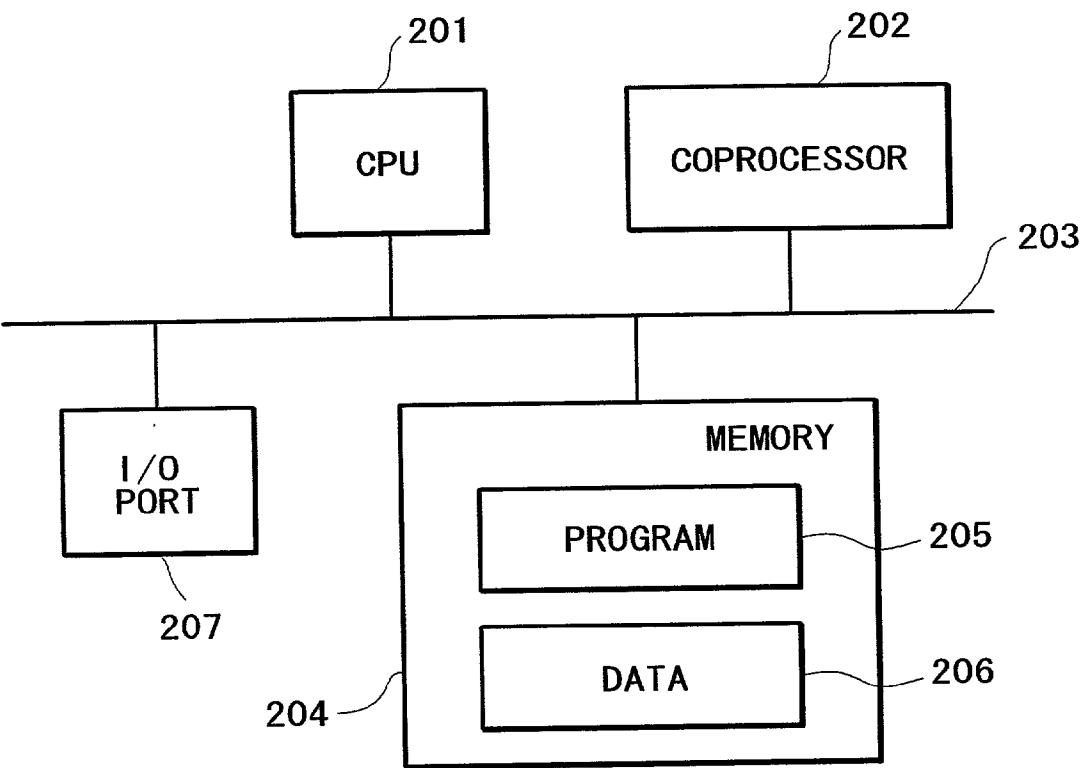 201
202
CPU
COPROCESSOR
203
I/O
PORT
MEMORY
PROGRAM
205
207
DATA
206
204